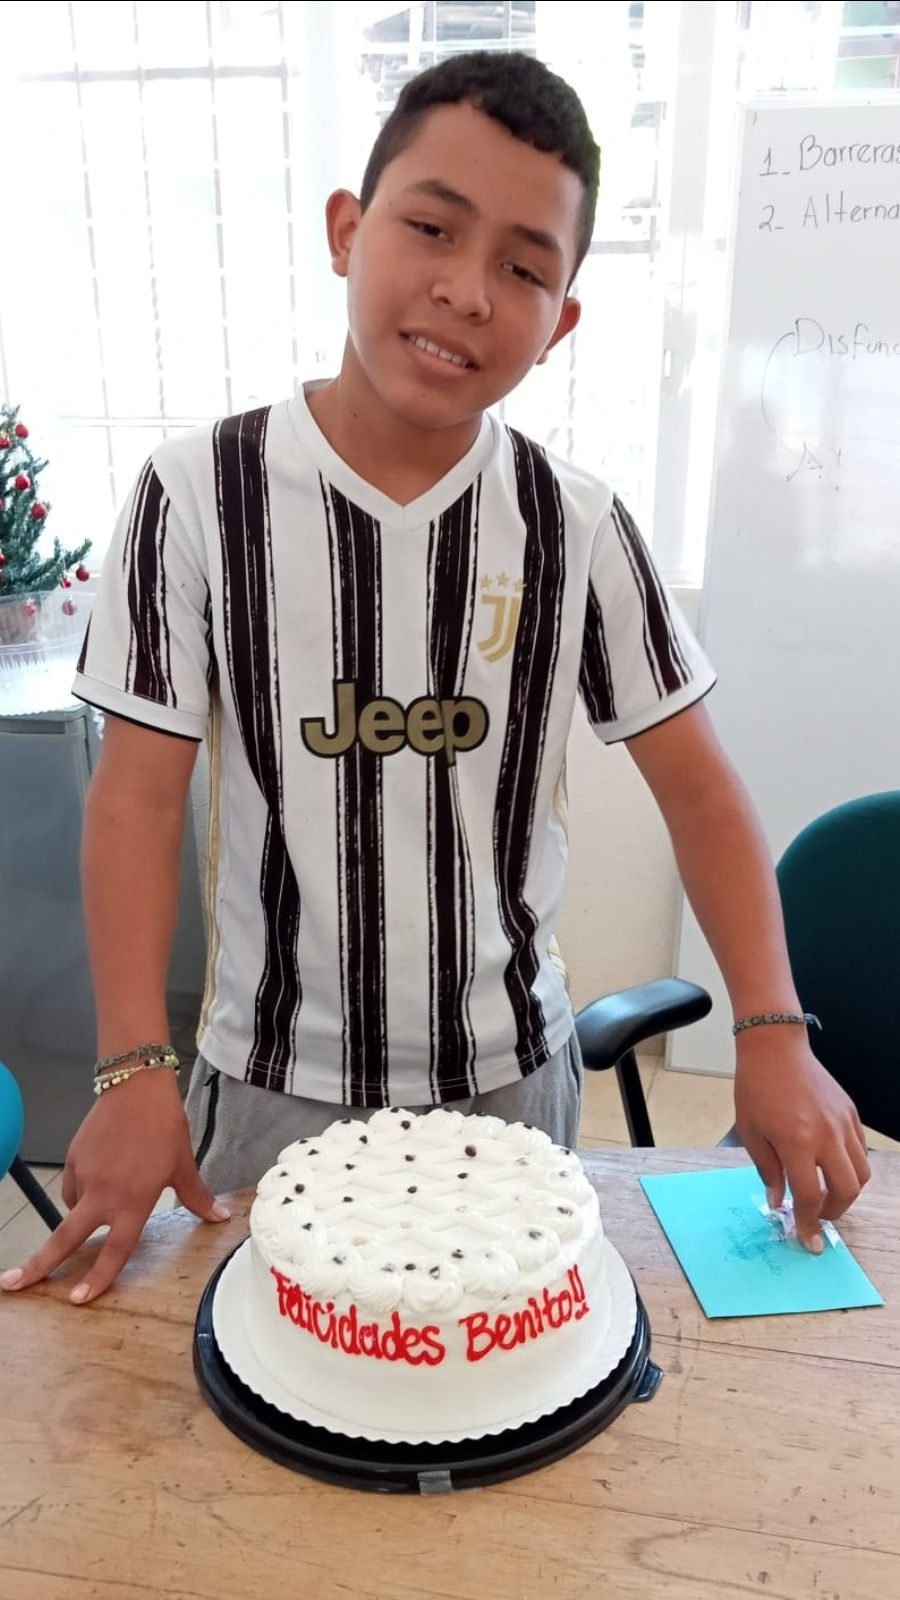 1_ Barreras
2_ Alterna
Disfunc
Jeep
Felicidades Benito!!